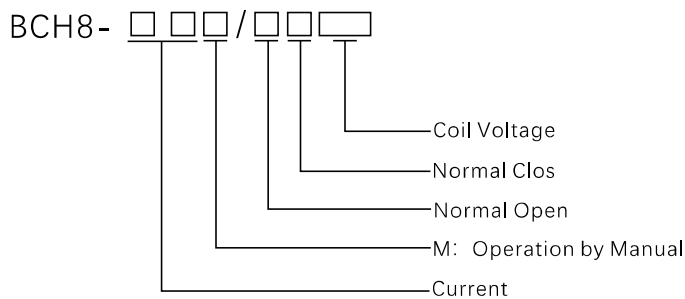 BCH8- □ □ □ / □ □ □
Coil Voltage
Normal Clos
Normal Open
M: Operation by Manual
Current